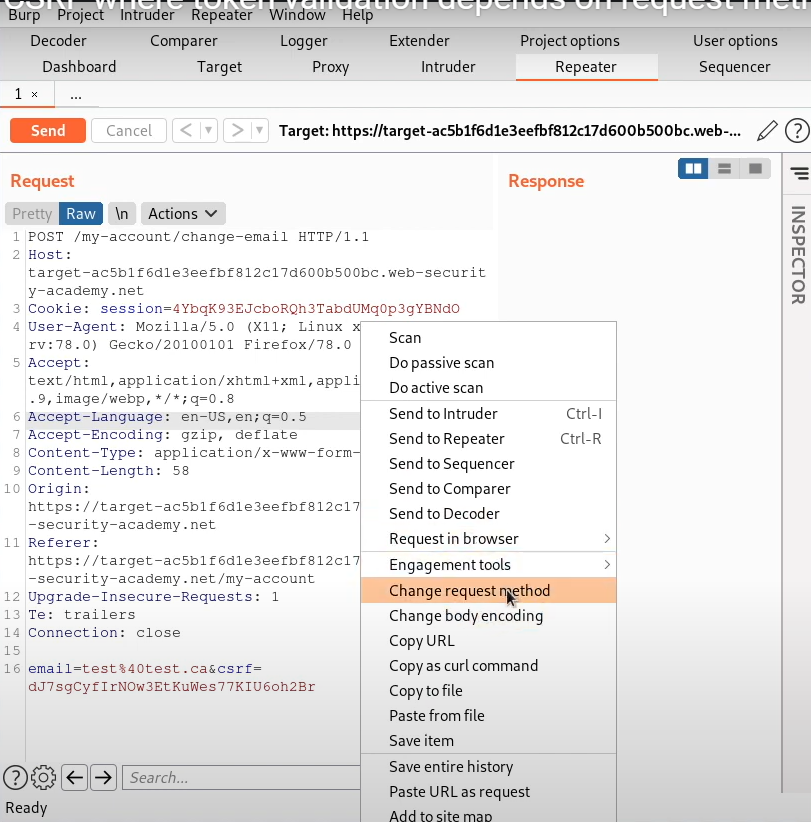 CSRF where token validation depends on request
Burp Project Intruder Repeater Window Help
Decoder Comparer Logger Extender Project options User options
Dashboard Target Proxy Intruder Repeater Sequencer
1 × ...
Send Cancel < ▼ > ▼ Target: https://target-ac5b1f6d1e3eefbf812c17d600b500bc.web-... ?
Request
Response
Pretty Raw \n Actions
INSPECTOR
1 POST /my-account/change-email HTTP/1.1
2 Host:
target-ac5b1f6d1e3eefbf812c17d600b500bc.web-securit
y-academy.net
3 Cookie: session=4YbqK93EJcboRQh3TabdUMq0p3gYBNdO
4 User-Agent: Mozilla/5.0 (X11; Linux x
rv:78.0) Gecko/20100101 Firefox/78.0
5 Accept:
text/html,application/xhtml+xml,appli
.9,image/webp,*/*;q=0.8
6 Accept-Language: en-US,en;q=0.5
7 Accept-Encoding: gzip, deflate
8 Content-Type: application/x-www-form-
9 Content-Length: 58
10 Origin:
https://target-ac5b1f6d1e3eefbf812c17
-security-academy.net
11 Referer:
https://target-ac5b1f6d1e3eefbf812c17
-security-academy.net/my-account
12 Upgrade-Insecure-Requests: 1
13 Te: trailers
14 Connection: close
15
16 email=test%40test.ca&csrf=
dJ7sgCyfIrNOw3EtKuWes77KIU6oh2Br
Scan
Do passive scan
Do active scan
Send to Intruder Ctrl-I
Send to Repeater Ctrl-R
Send to Sequencer
Send to Comparer
Send to Decoder
Request in browser >
Engagement tools >
Change request method
Change body encoding
Copy URL
Copy as curl command
Copy to file
Paste from file
Save item
Save entire history
Paste URL as request
Add to site map
? Search...
Ready